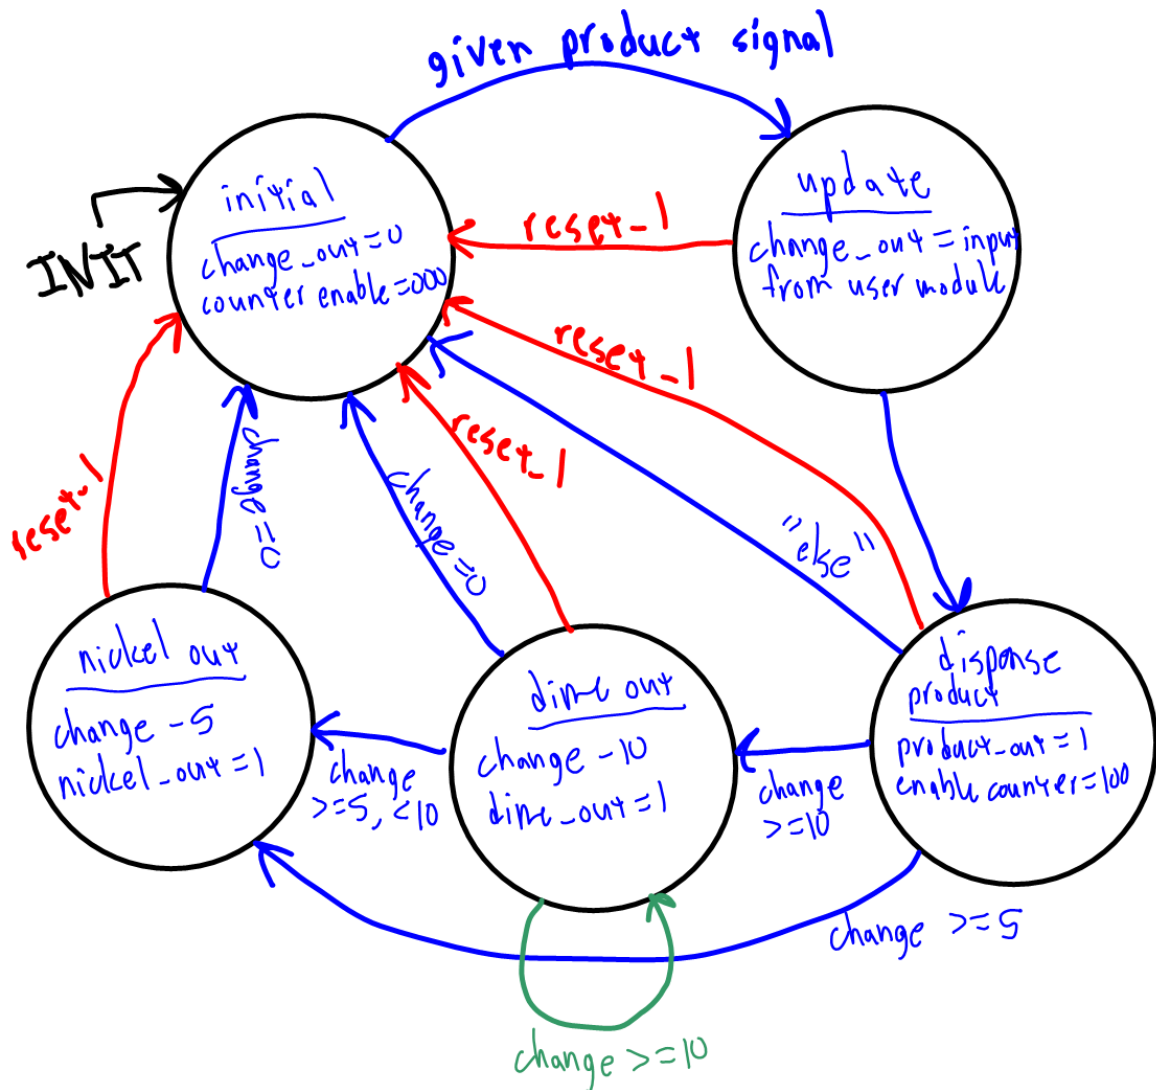 given product signal
INIT
initial
change_out=0
counter enable=000
reset_1
update
change_out = input
from user module
reset_1
reset_1
change=0
change=0
reset_1
"else"
nickel out
change -5
nickel_out=1
change
>=5, <10
dime out
change -10
dime_out=1
change
>=10
dispense
product
product_out=1
enable counter=100
change >=5
change >=10